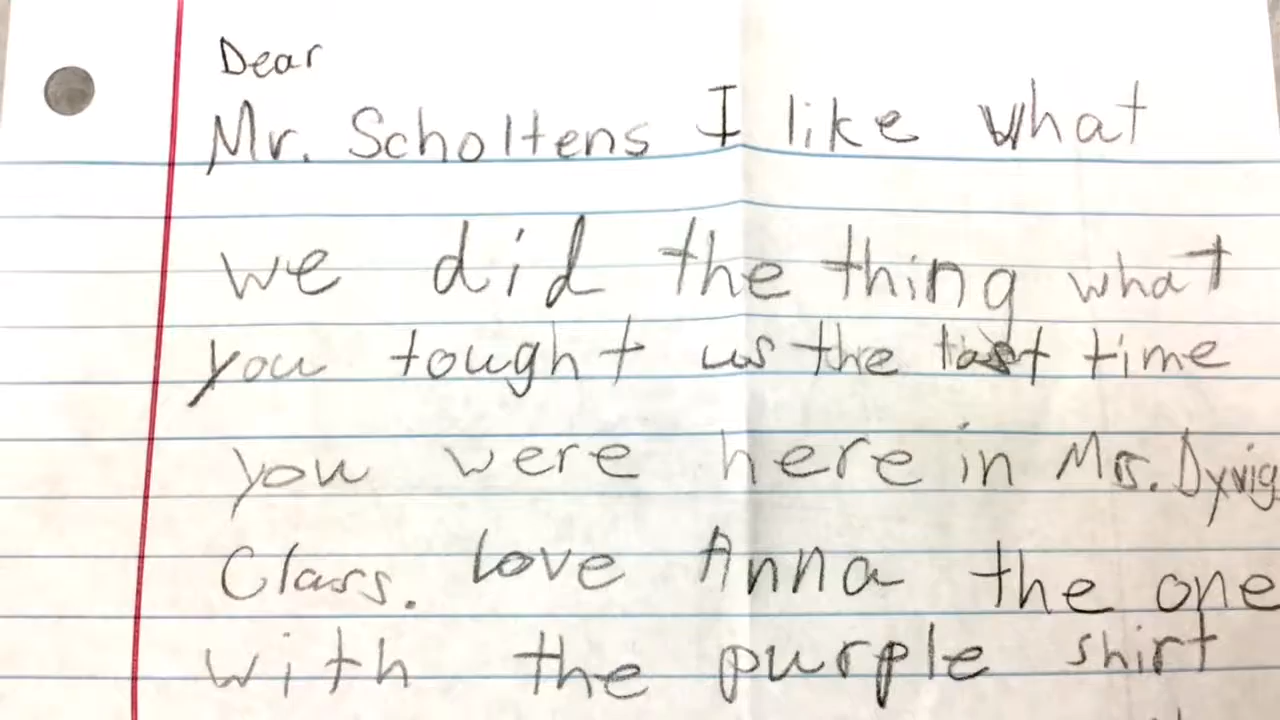 Dear
Mr. Scholtens I like what
we did the thing what
you tought us the last time
you were here in Mrs. Dyvig
Class. love Anna the one
with the purple shirt